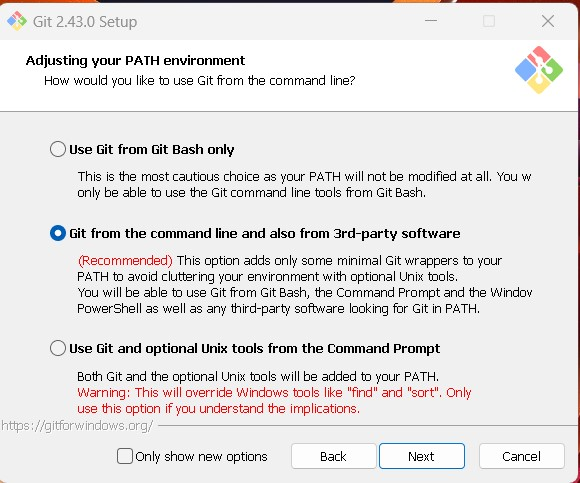 Git 2.43.0 Setup
Adjusting your PATH environment
How would you like to use Git from the command line?
Use Git from Git Bash only
This is the most cautious choice as your PATH will not be modified at all. You w
only be able to use the Git command line tools from Git Bash.
Git from the command line and also from 3rd-party software
(Recommended) This option adds only some minimal Git wrappers to your
PATH to avoid cluttering your environment with optional Unix tools.
You will be able to use Git from Git Bash, the Command Prompt and the Window
PowerShell as well as any third-party software looking for Git in PATH.
Use Git and optional Unix tools from the Command Prompt
Both Git and the optional Unix tools will be added to your PATH.
Warning: This will override Windows tools like "find" and "sort". Only
use this option if you understand the implications.
https://gitforwindows.org/
Only show new options
Back
Next
Cancel